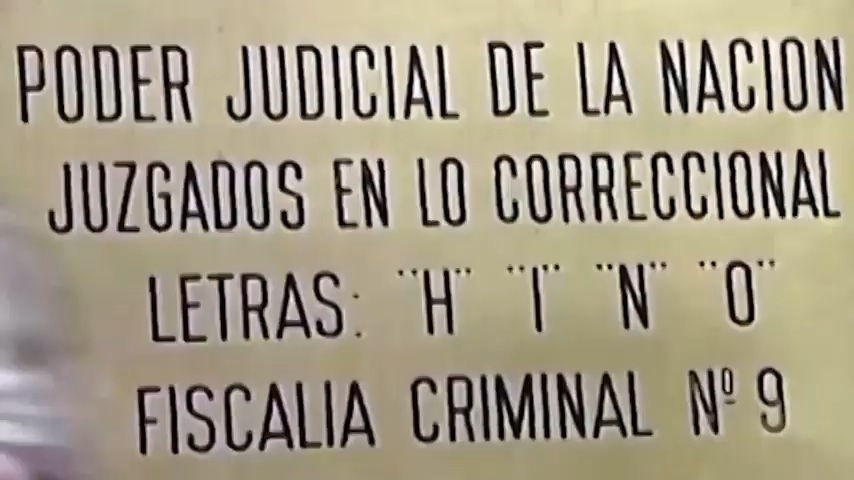 PODER JUDICIAL DE LA NACION
JUZGADOS EN LO CORRECCIONAL
LETRAS: ¨H¨ ¨I¨ ¨N¨ ¨O¨
FISCALIA CRIMINAL Nº 9